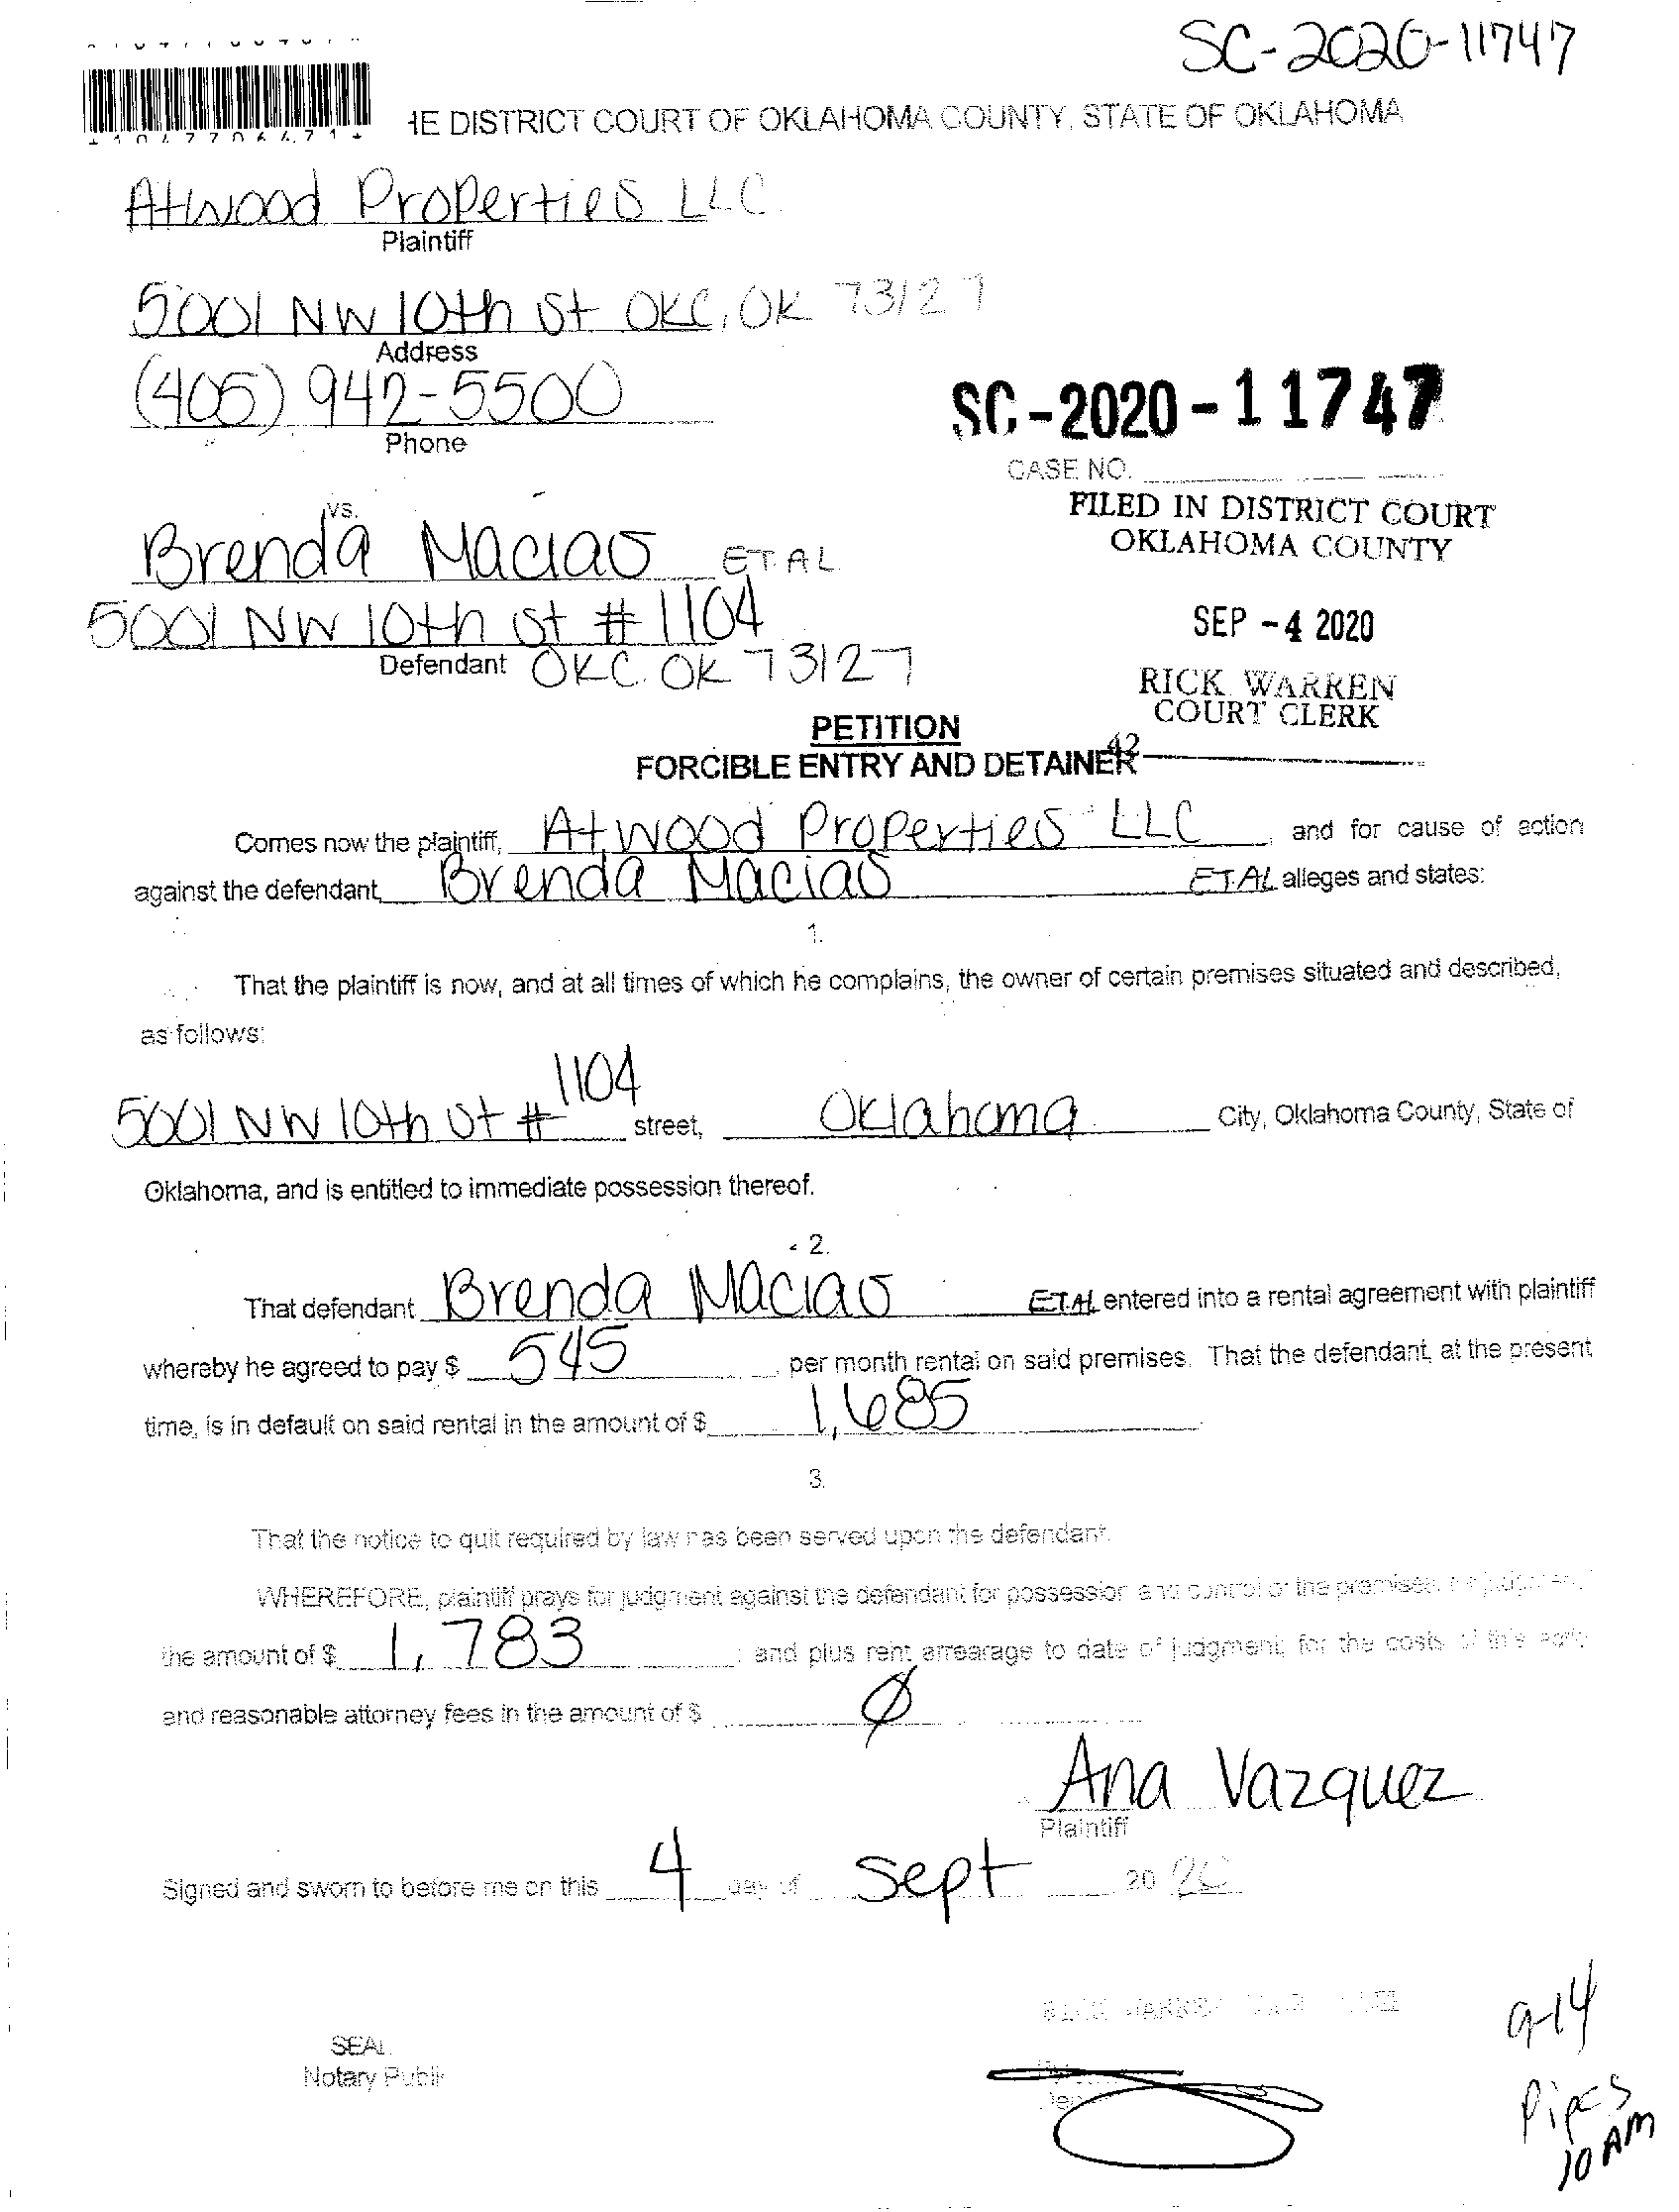 SC-2020-11747
HE DISTRICT COURT OF OKLAHOMA COUNTY, STATE OF OKLAHOMA
Atwood Properties LLC
Plaintiff
5001 NW 10th St OKC, OK 73127
Address
(405) 942-5500
Phone
SC-2020-11747
CASE NO.
FILED IN DISTRICT COURT
OKLAHOMA COUNTY
SEP -4 2020
RICK WARREN
COURT CLERK
42
vs.
Brenda Macias ET AL
5001 NW 10th St # 1104
Defendant OKC. OK 73127
PETITION
FORCIBLE ENTRY AND DETAINER
Comes now the plaintiff, Atwood Properties LLC, and for cause of action
against the defendant, Brenda Macias ET.AL alleges and states:
1.
That the plaintiff is now, and at all times of which he complains, the owner of certain premises situated and described,
as follows:
5001 NW 10th St # 1104 street, Oklahoma City, Oklahoma County, State of
Oklahoma, and is entitled to immediate possession thereof.
2.
That defendant Brenda Macias ET.AL entered into a rental agreement with plaintiff
whereby he agreed to pay $ 545 per month rental on said premises. That the defendant, at the present
time, is in default on said rental in the amount of $ 1,685
3.
That the notice to quit required by law has been served upon the defendant.
WHEREFORE, plaintiff prays for judgment against the defendant for possession and control of the premises,
the amount of $ 1,783; and plus rent arrearage to date of judgment; for the costs of this
and reasonable attorney fees in the amount of $ Ø
Ana Vazquez
Plaintiff
Signed and sworn to before me on this 4 day of Sept 20 20
SEAL
Notary Public
9-14
Pipes
10 AM